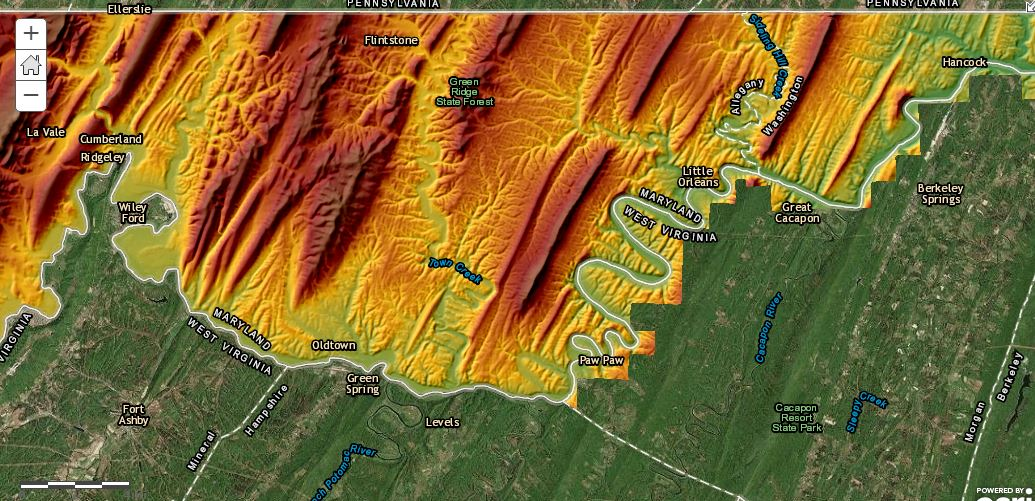 PENNSYLVANIA
PENNSYLVANIA
Ellerslie
Flintstone
Sideling Hill Creek
Hancock
Green
Ridge
State Forest
Allegany
Washington
La Vale
Cumberland
Ridgeley
Little
Orleans
Berkeley
Springs
Wiley
Ford
MARYLAND
WEST VIRGINIA
Great
Cacapon
Town Creek
Cacapon River
VIRGINIA
MARYLAND
WEST VIRGINIA
Oldtown
Paw Paw
Green
Spring
Fort
Ashby
Hampshire
Mineral
Levels
Cacapon
Resort
State Park
Sleepy Creek
Berkeley
Morgan
Potomac River
POWERED BY